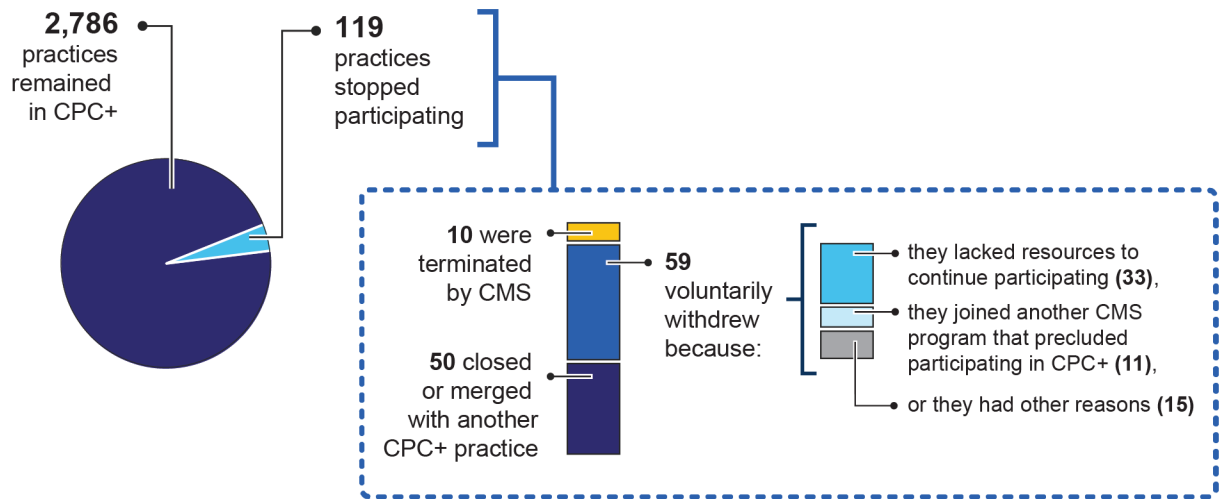 2,786
practices
remained
in CPC+
119
practices
stopped
participating
10 were
terminated
by CMS
50 closed
or merged
with another
CPC+ practice
59
voluntarily
withdrew
because:
they lacked resources to
continue participating (33),
they joined another CMS
program that precluded
participating in CPC+ (11),
or they had other reasons (15)